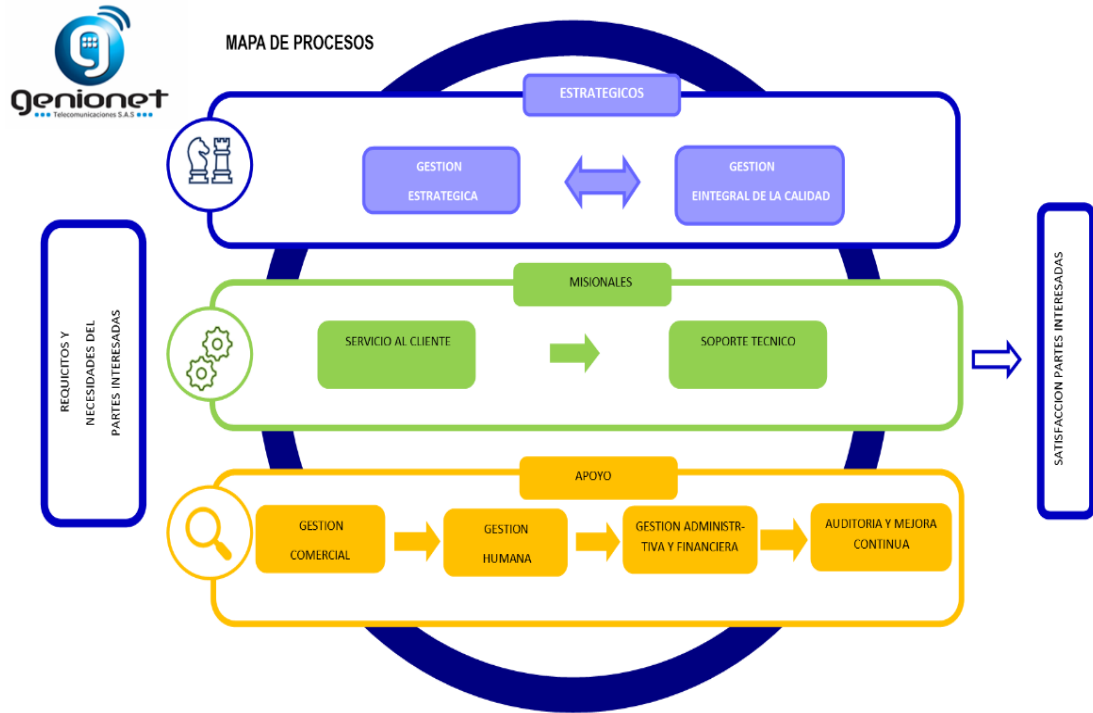 genionet
Telecomunicaciones S.A.S
MAPA DE PROCESOS
ESTRATEGICOS
GESTION
ESTRATEGICA
GESTION
EINTEGRAL DE LA CALIDAD
REQUICITOS Y
NECESIDADES DEL
PARTES INTERESADAS
MISIONALES
SERVICIO AL CLIENTE
SOPORTE TECNICO
SATISFACCION PARTES INTERESADAS
APOYO
GESTION
COMERCIAL
GESTION
HUMANA
GESTION ADMINISTR-
TIVA Y FINANCIERA
AUDITORIA Y MEJORA
CONTINUA